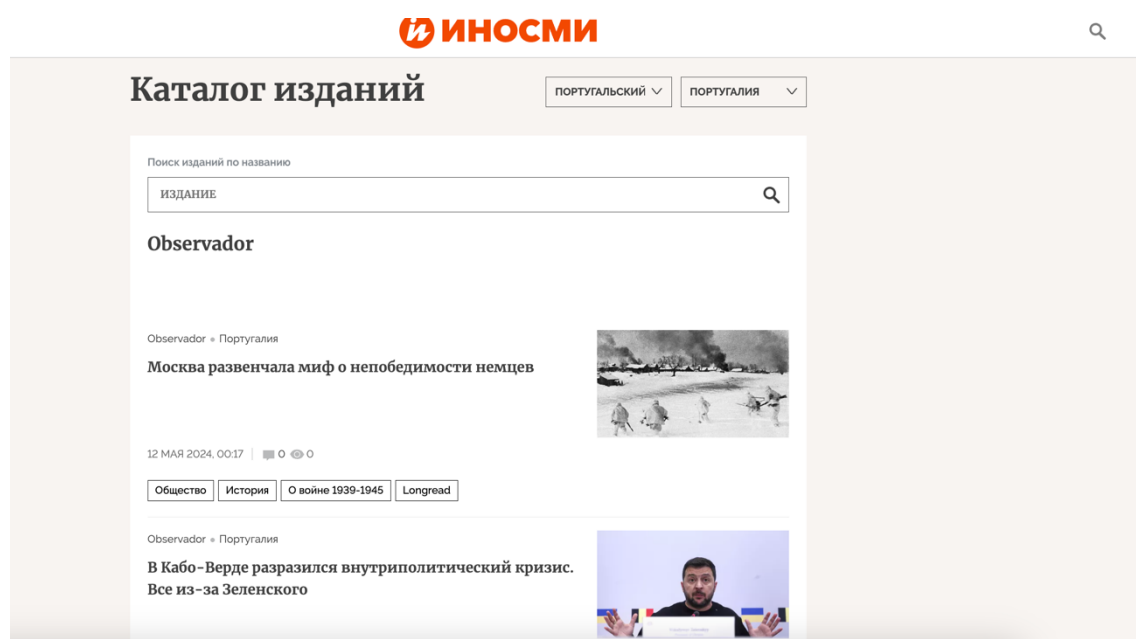 ИНОСМИ
Каталог изданий
ПОРТУГАЛЬСКИЙ
ПОРТУГАЛИЯ
Поиск изданий по названию
ИЗДАНИЕ
Observador
Observador • Португалия
Москва развенчала миф о непобедимости немцев
12 МАЯ 2024, 00:17 | 0 0
Общество
История
О войне 1939-1945
Longread
Observador • Португалия
В Кабо-Верде разразился внутриполитический кризис.
Все из-за Зеленского